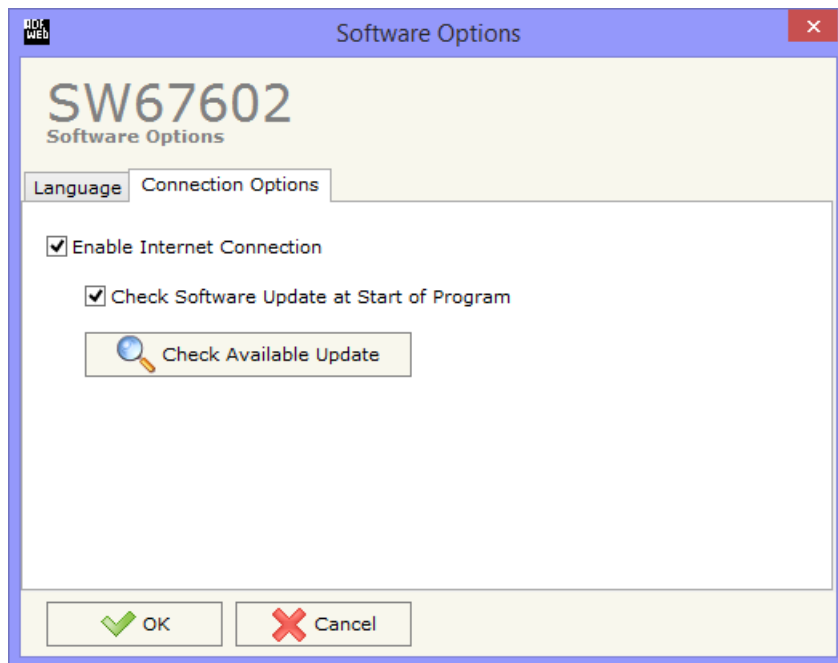 ADF
WEB
Software Options
SW67602
Software Options
Language
Connection Options
Enable Internet Connection
Check Software Update at Start of Program
Check Available Update
OK
Cancel